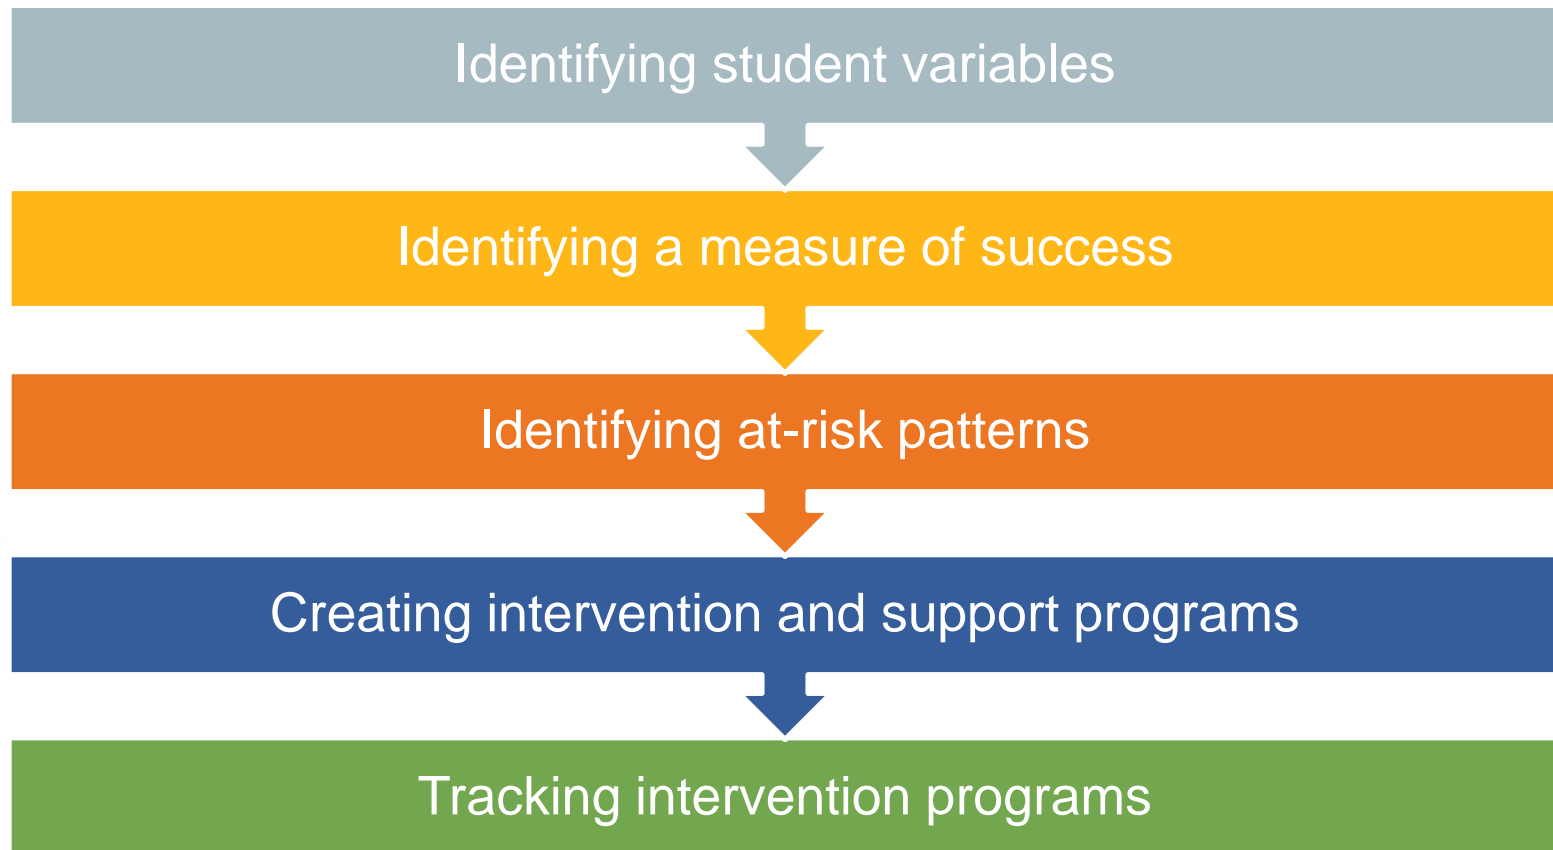 Identifying student variables
Identifying a measure of success
Identifying at-risk patterns
Creating intervention and support programs
Tracking intervention programs